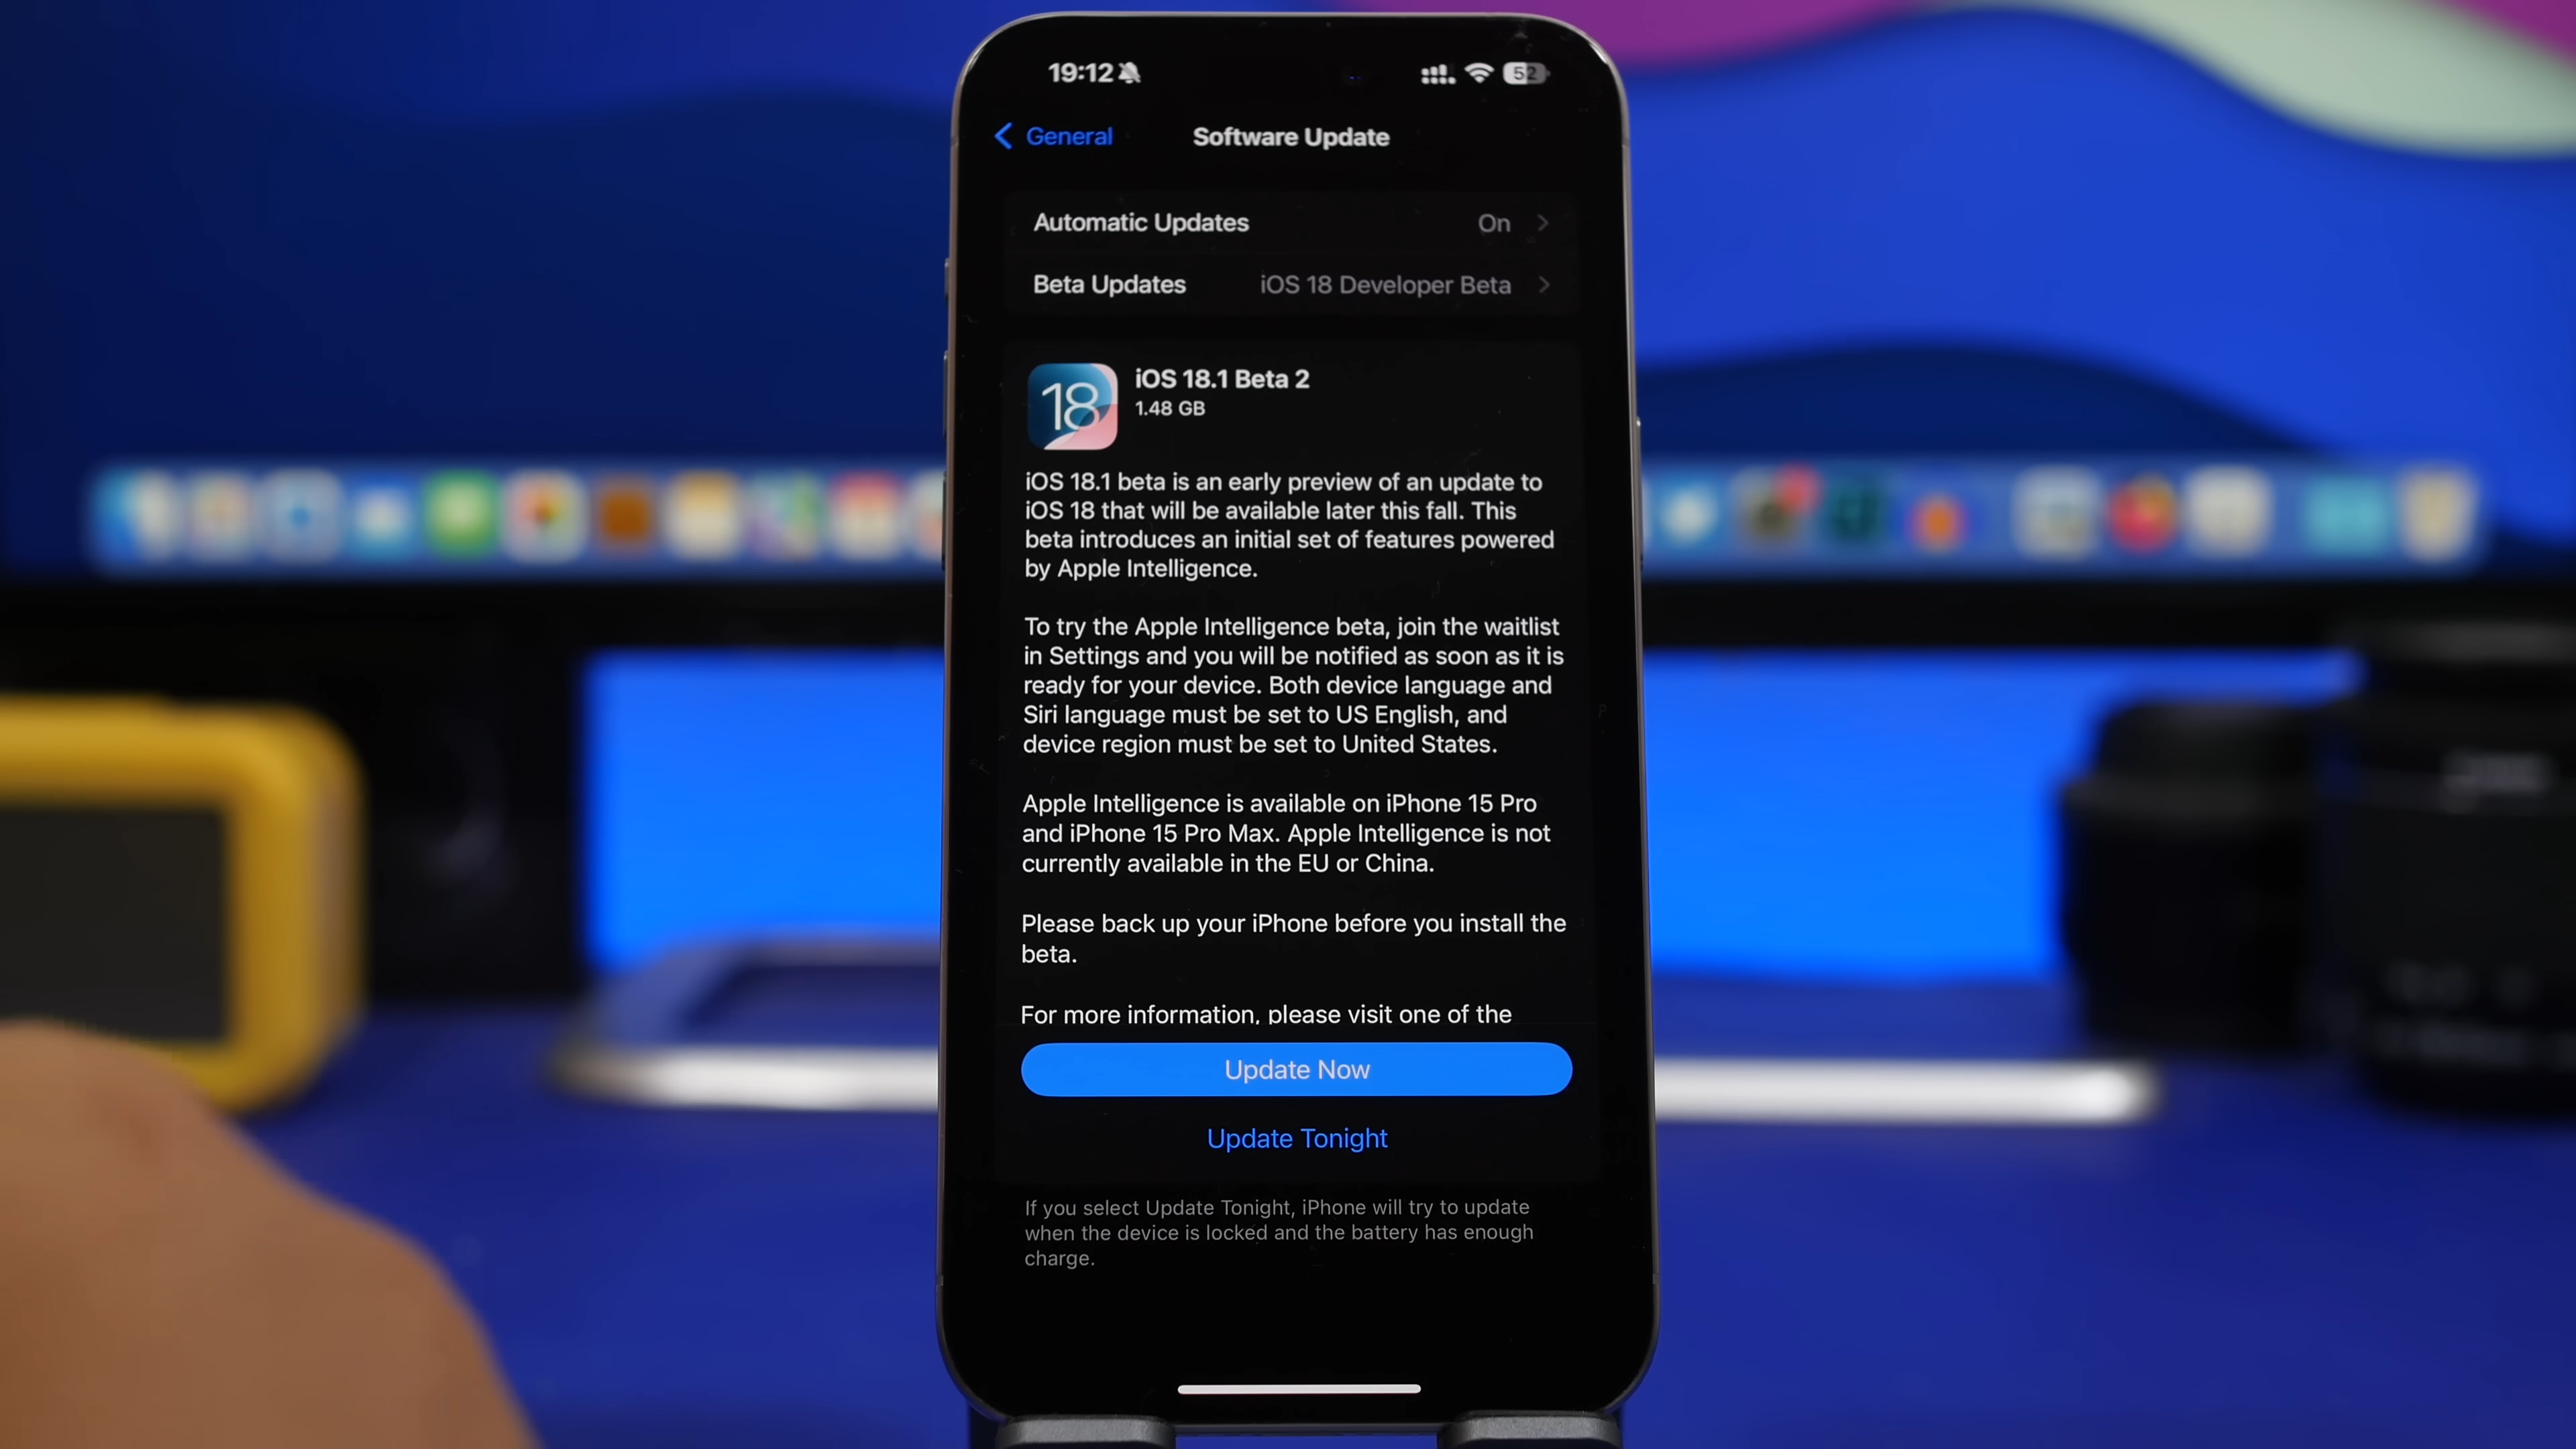 19:12
52
General
Software Update
Automatic Updates On
Beta Updates iOS 18 Developer Beta
18
iOS 18.1 Beta 2
1.48 GB
iOS 18.1 beta is an early preview of an update to
iOS 18 that will be available later this fall. This
beta introduces an initial set of features powered
by Apple Intelligence.
To try the Apple Intelligence beta, join the waitlist
in Settings and you will be notified as soon as it is
ready for your device. Both device language and
Siri language must be set to US English, and
device region must be set to United States.
Apple Intelligence is available on iPhone 15 Pro
and iPhone 15 Pro Max. Apple Intelligence is not
currently available in the EU or China.
Please back up your iPhone before you install the
beta.
For more information, please visit one of the
Update Now
Update Tonight
If you select Update Tonight, iPhone will try to update
when the device is locked and the battery has enough
charge.